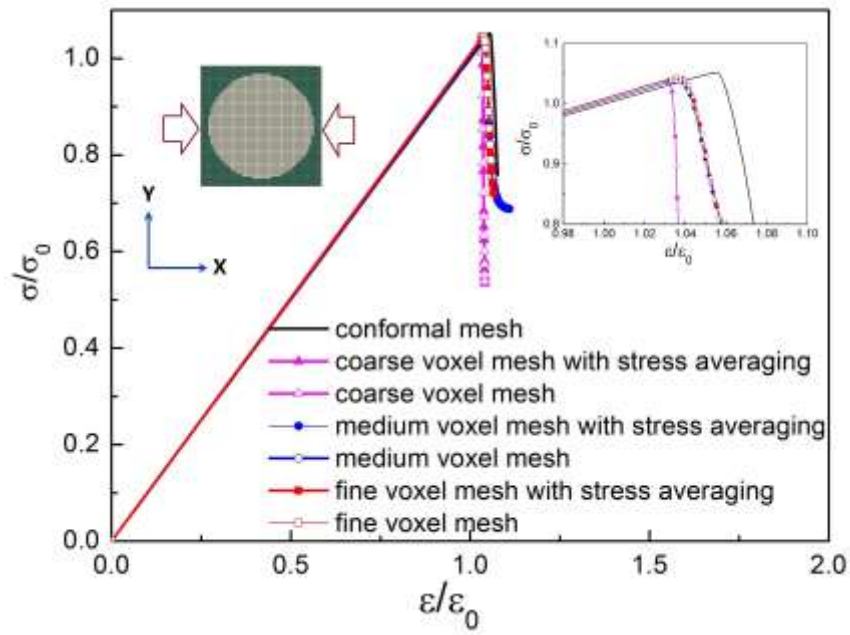 σ/σ0
1.0
0.8
0.6
0.4
0.2
0.0
0.0
0.5
1.0
1.5
2.0
ε/ε0
Y
X
conformal mesh
coarse voxel mesh with stress averaging
coarse voxel mesh
medium voxel mesh with stress averaging
medium voxel mesh
fine voxel mesh with stress averaging
fine voxel mesh
σ/σ0
1.1
1.0
0.9
0.8
0.98
1.00
1.02
1.04
1.06
1.08
1.10
ε/ε0